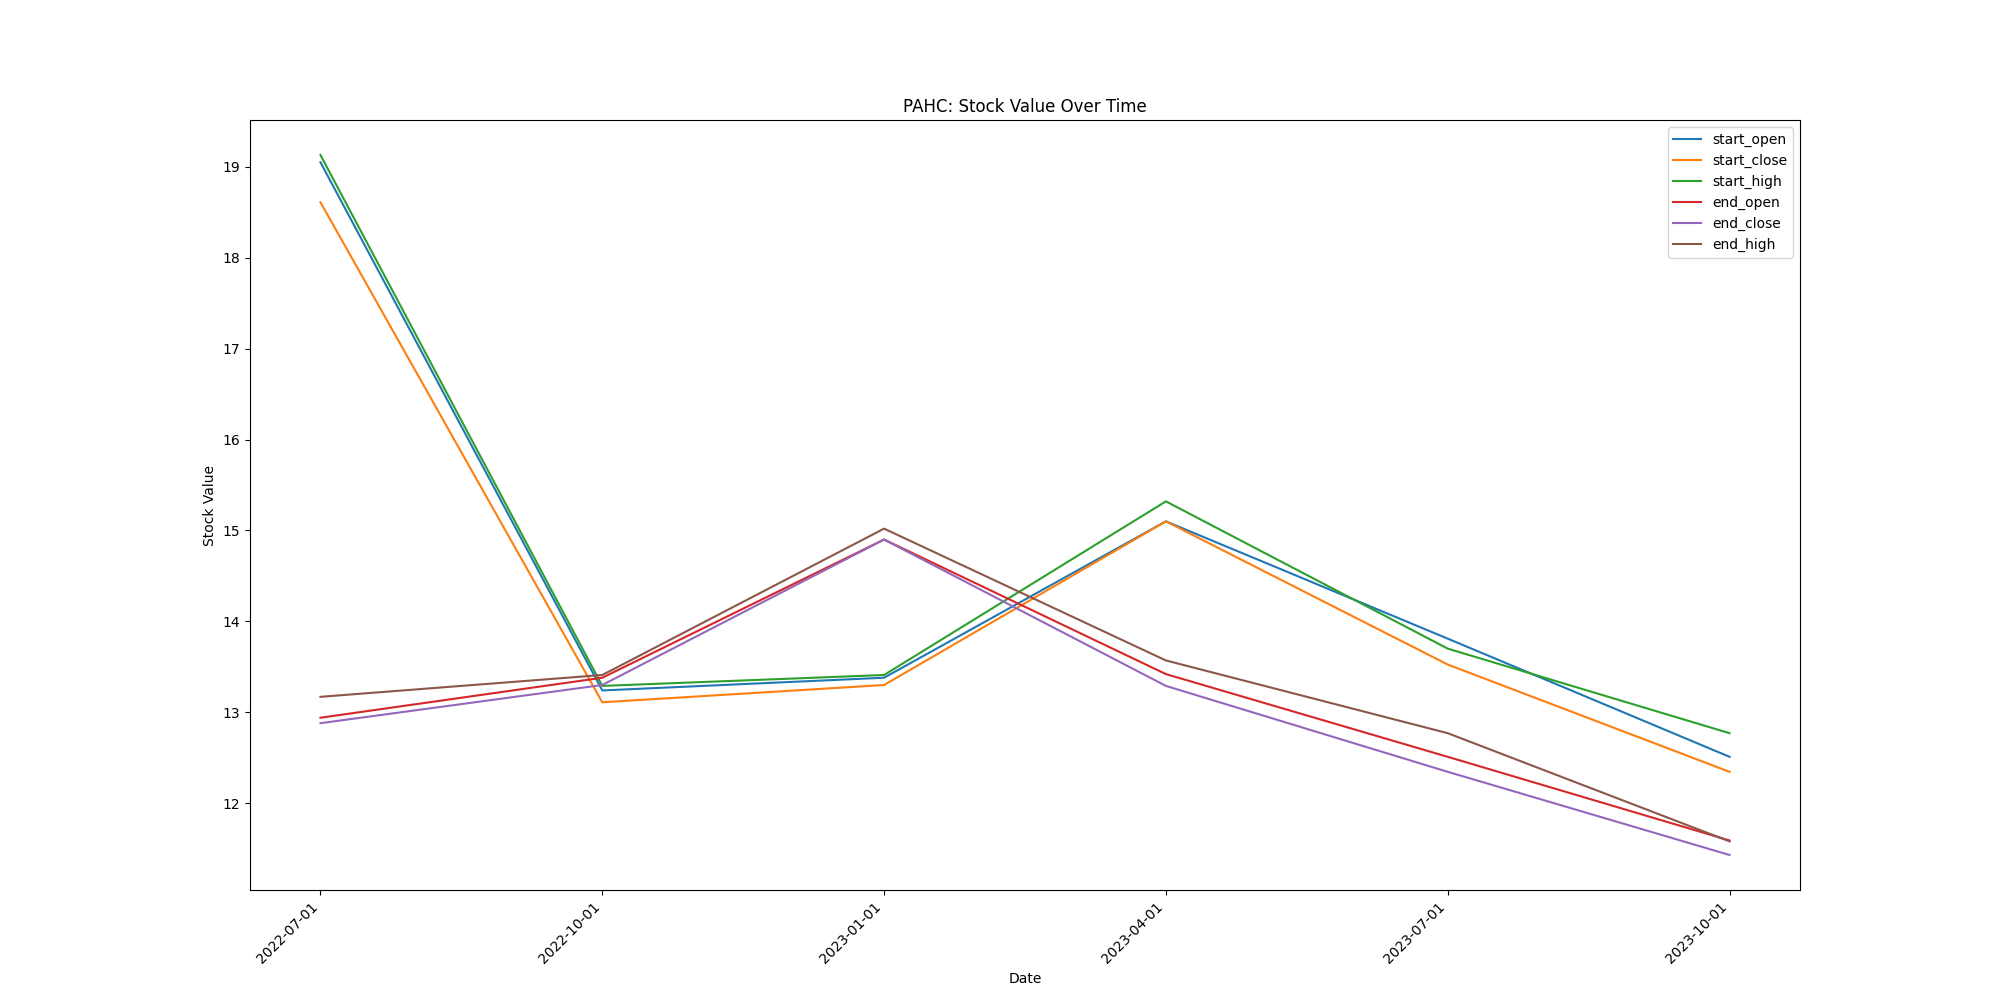 PAHC: Stock Value Over Time
start_open
start_close
start_high
end_open
end_close
end_high
19
18
17
16
15
14
13
12
Stock Value
2022-07-01
2022-10-01
2023-01-01
2023-04-01
2023-07-01
2023-10-01
Date